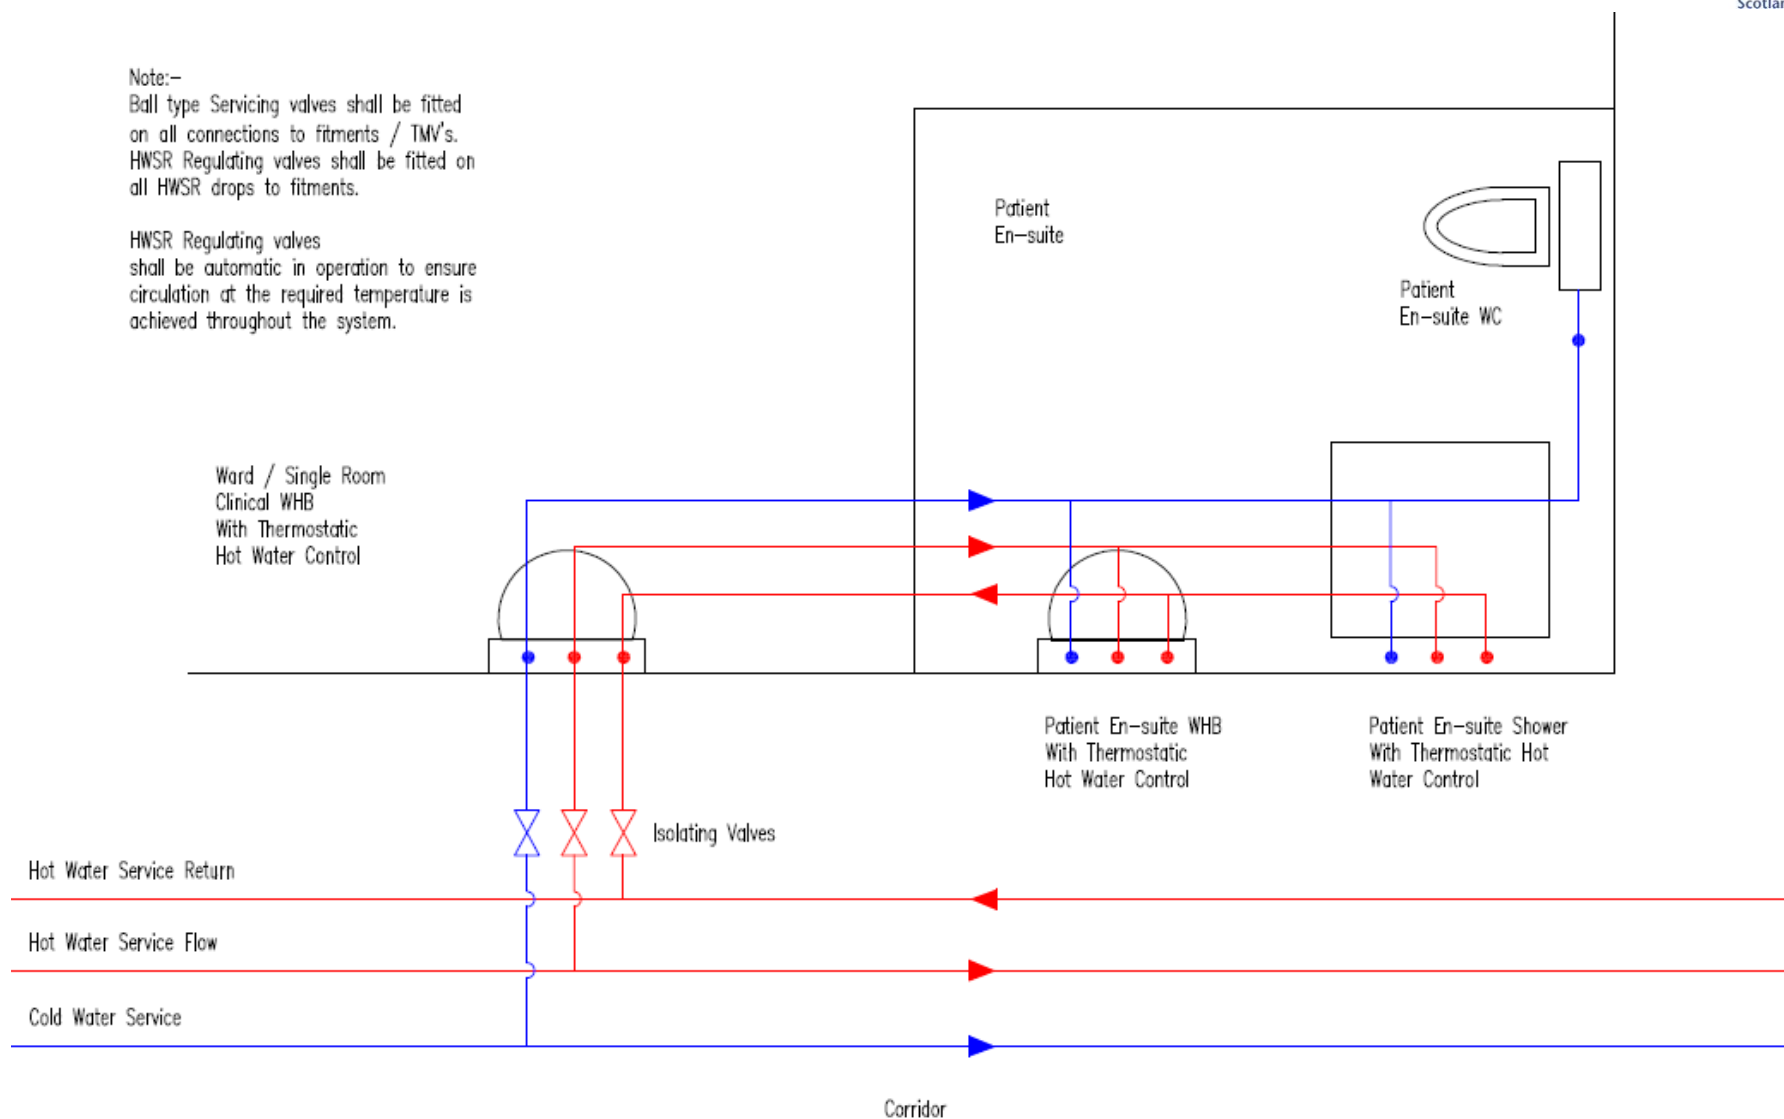 Note:-
Ball type Servicing valves shall be fitted
on all connections to fitments / TMV's.
HWSR Regulating valves shall be fitted on
all HWSR drops to fitments.
HWSR Regulating valves
shall be automatic in operation to ensure
circulation at the required temperature is
achieved throughout the system.
Patient
En-suite
Patient
En-suite WC
Ward / Single Room
Clinical WHB
With Thermostatic
Hot Water Control
Patient En-suite WHB
With Thermostatic
Hot Water Control
Patient En-suite Shower
With Thermostatic Hot
Water Control
Isolating Valves
Hot Water Service Return
Hot Water Service Flow
Cold Water Service
Corridor